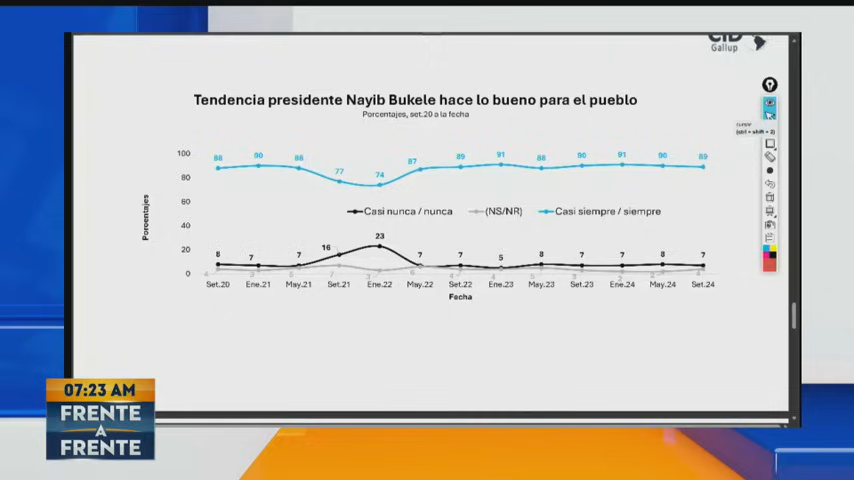 CID
Gallup
Tendencia presidente Nayib Bukele hace lo bueno para el pueblo
Porcentajes, set.20 a la fecha
cursor
(ctrl + shift + 2)
Porcentajes
100
80
60
40
20
0
88 90 88 77 74 87 89 91 88 90 91 90 89
Casi nunca / nunca (NS/NR) Casi siempre / siempre
8 7 7 16 23 7 7 5 8 7 7 8 7
Set.20 Ene.21 May.21 Set.21 Ene.22 May.22 Set.22 Ene.23 May.23 Set.23 Ene.24 May.24 Set.24
Fecha
07:23 AM
FRENTE
A
FRENTE